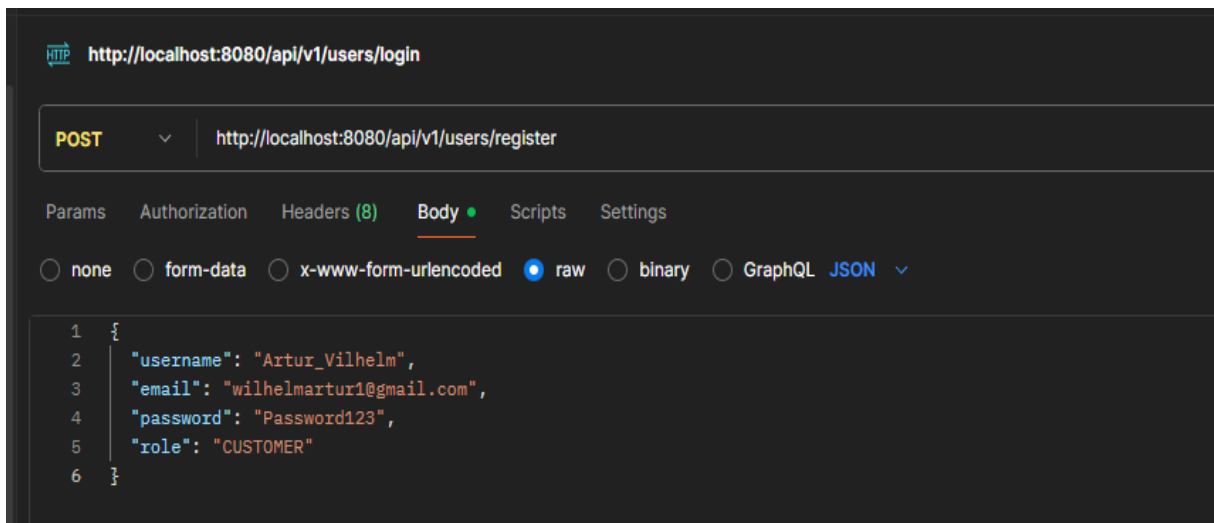 HTTP http://localhost:8080/api/v1/users/login
POST http://localhost:8080/api/v1/users/register
Params Authorization Headers (8) Body Scripts Settings
none form-data x-www-form-urlencoded raw binary GraphQL JSON
1 {
2 "username": "Artur_Vilhelm",
3 "email": "wilhelmartur1@gmail.com",
4 "password": "Password123",
5 "role": "CUSTOMER"
6 }